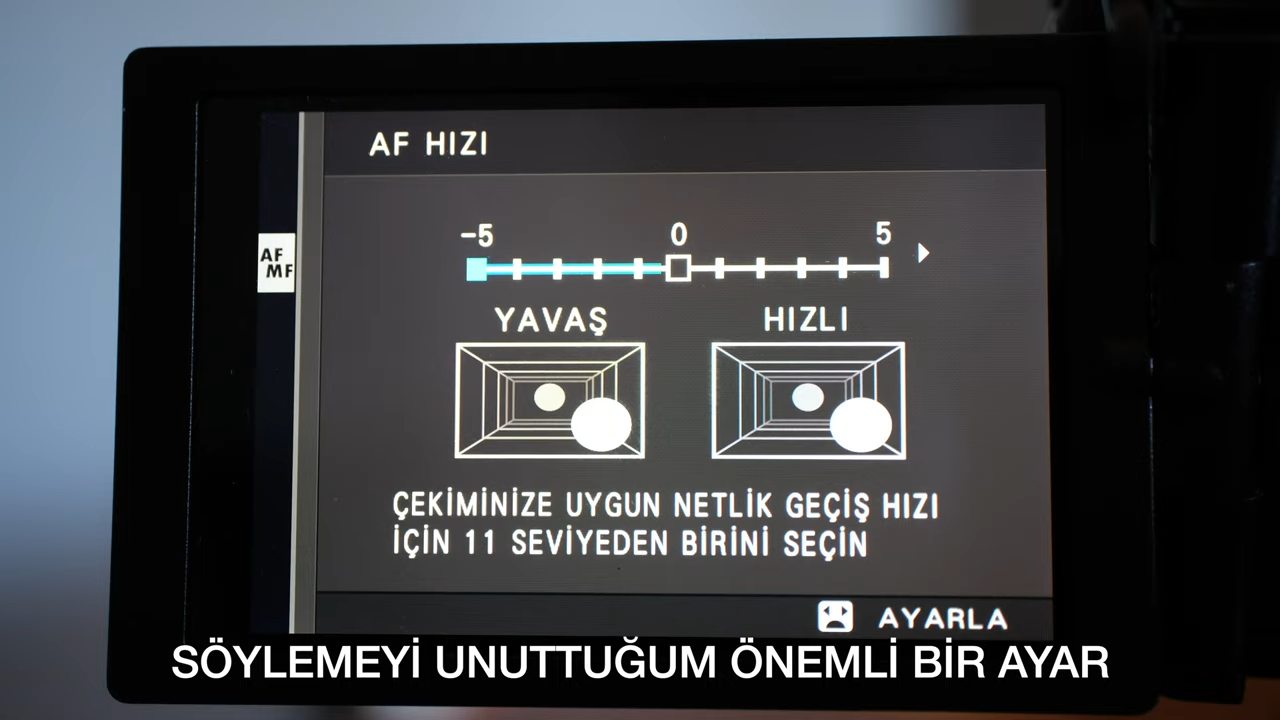 AF HIZI
-5 0 5
AF
MF
YAVAŞ HIZLI
ÇEKİMİNİZE UYGUN NETLİK GEÇİŞ HIZI
İÇİN 11 SEVİYEDEN BİRİNİ SEÇİN
AYARLA
SÖYLEMEYİ UNUTTUĞUM ÖNEMLİ BİR AYAR